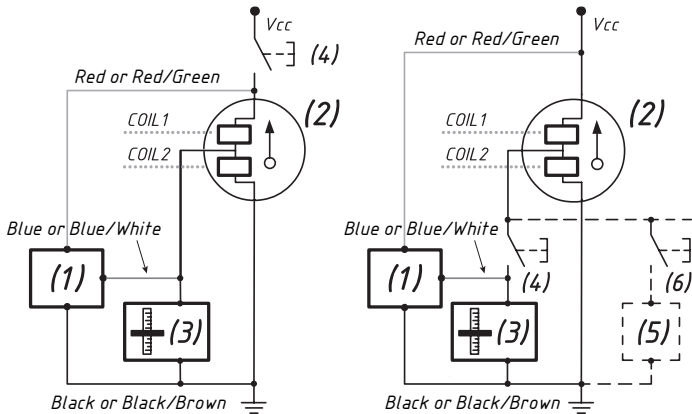 Vcc
(4)
Red or Red/Green
(2)
COIL1
COIL2
Blue or Blue/White
(1)
(3)
Black or Black/Brown
Vcc
Red or Red/Green
(2)
COIL1
COIL2
Blue or Blue/White
(1)
(4)
(6)
(3)
(5)
Black or Black/Brown